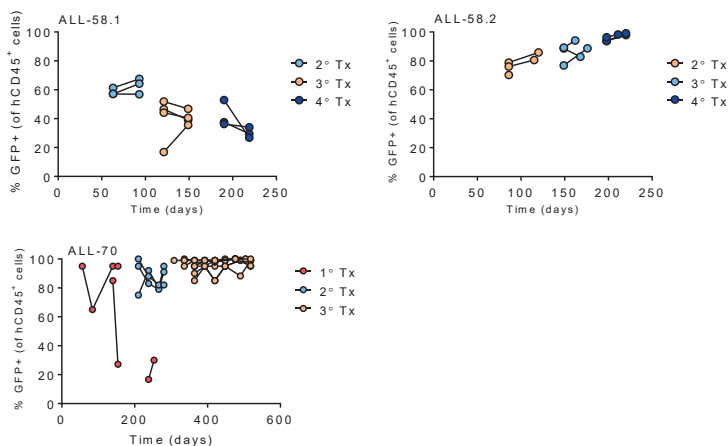 ALL-58.1
% GFP+ (of hCD45⁺ cells)
100
80
60
40
20
0
0 50 100 150 200 250
Time (days)
2° Tx
3° Tx
4° Tx
ALL-58.2
% GFP+ (of hCD45⁺ cells)
100
80
60
40
20
0
0 50 100 150 200 250
Time (days)
2° Tx
3° Tx
4° Tx
ALL-70
% GFP+ (of hCD45⁺ cells)
100
80
60
40
20
0
0 200 400 600
Time (days)
1° Tx
2° Tx
3° Tx